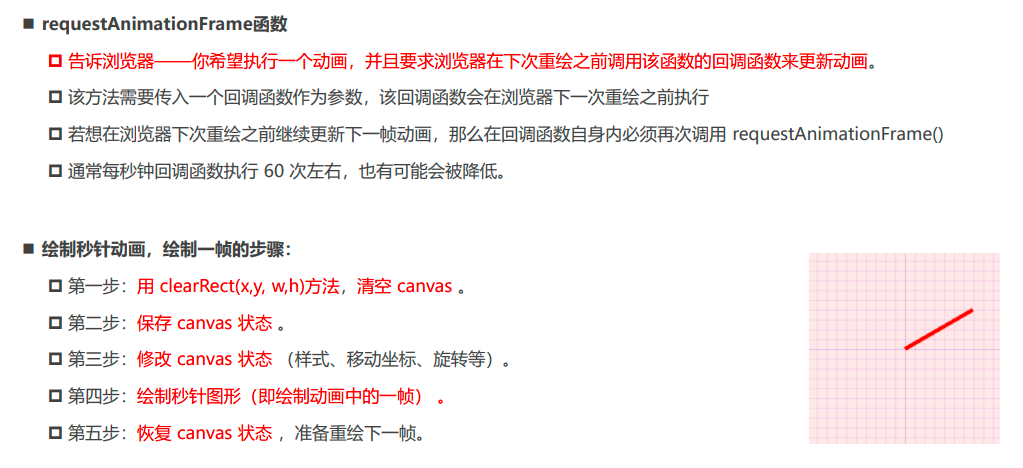 requestAnimationFrame函数
告诉浏览器——你希望执行一个动画，并且要求浏览器在下次重绘之前调用该函数的回调函数来更新动画。
该方法需要传入一个回调函数作为参数，该回调函数会在浏览器下一次重绘之前执行
若想在浏览器下次重绘之前继续更新下一帧动画，那么在回调函数自身内必须再次调用 requestAnimationFrame()
通常每秒钟回调函数执行 60 次左右，也有可能会被降低。
绘制秒针动画，绘制一帧的步骤：
第一步：用 clearRect(x,y, w,h)方法，清空 canvas 。
第二步：保存 canvas 状态 。
第三步：修改 canvas 状态 （样式、移动坐标、旋转等）。
第四步：绘制秒针图形（即绘制动画中的一帧） 。
第五步：恢复 canvas 状态 ，准备重绘下一帧。